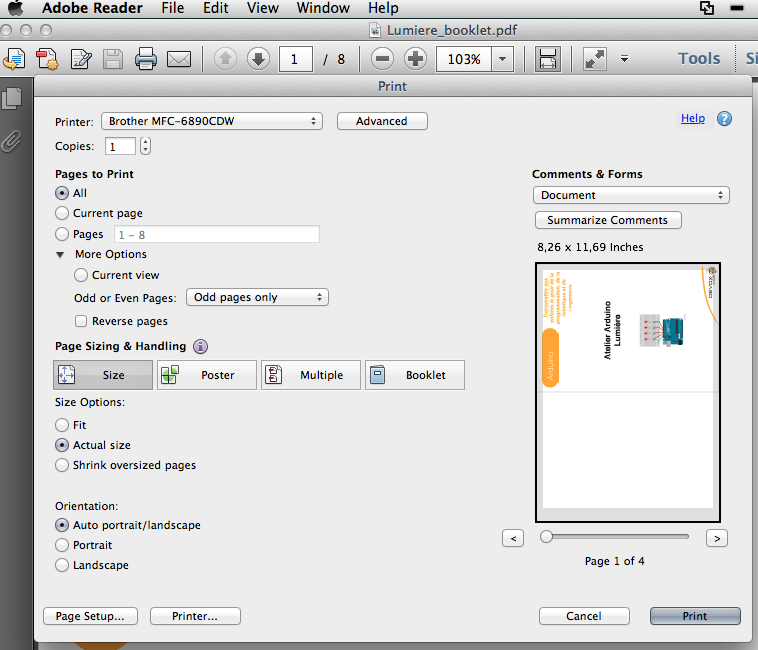 Adobe Reader File Edit View Window Help
Lumiere_booklet.pdf
1 / 8 103% Tools
Print
Printer: Brother MFC-6890CDW Advanced Help ?
Copies: 1
Pages to Print
All
Current page
Pages 1 - 8
More Options
Current view
Odd or Even Pages: Odd pages only
Reverse pages
Page Sizing & Handling i
Size Poster Multiple Booklet
Size Options:
Fit
Actual size
Shrink oversized pages
Orientation:
Auto portrait/landscape
Portrait
Landscape
Comments & Forms
Document
Summarize Comments
8,26 x 11,69 Inches
Arduino
Atelier Arduino
Lumière
< >
Page 1 of 4
Page Setup... Printer... Cancel Print